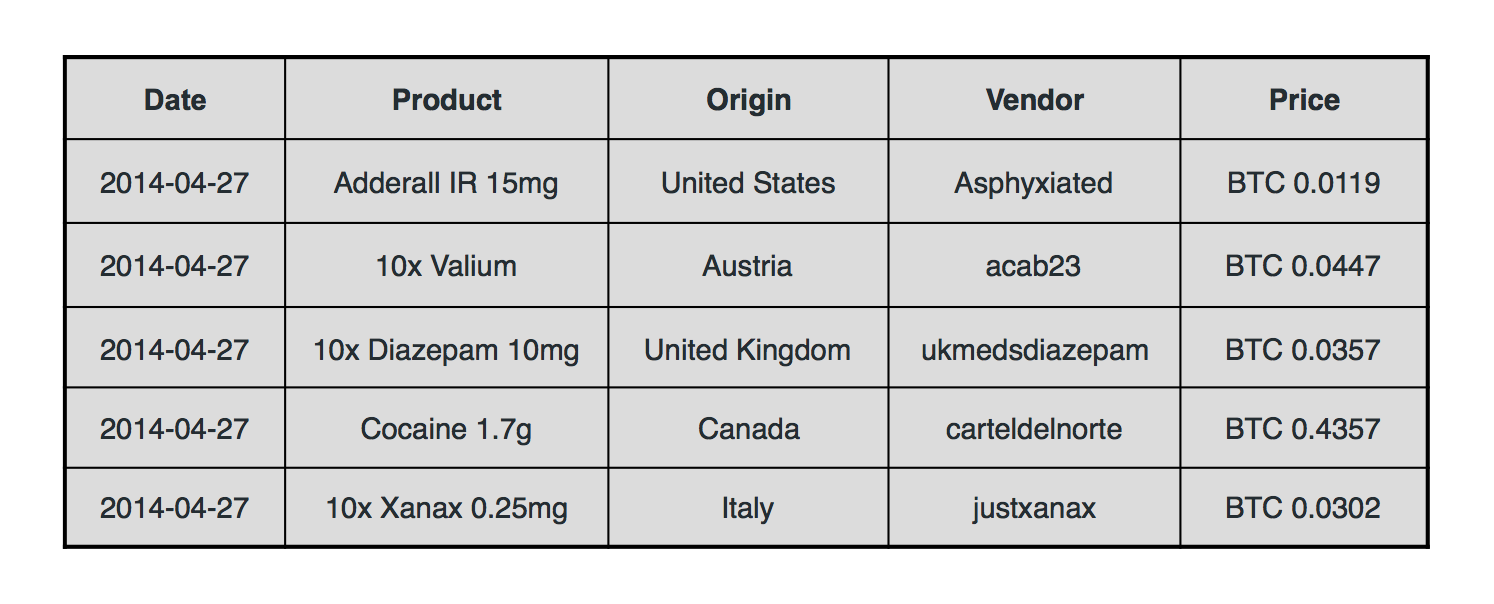 Date Product Origin Vendor Price
2014-04-27 Adderall IR 15mg United States Asphyxiated BTC 0.0119
2014-04-27 10x Valium Austria acab23 BTC 0.0447
2014-04-27 10x Diazepam 10mg United Kingdom ukmedsdiazepam BTC 0.0357
2014-04-27 Cocaine 1.7g Canada carteldelnorte BTC 0.4357
2014-04-27 10x Xanax 0.25mg Italy justxanax BTC 0.0302